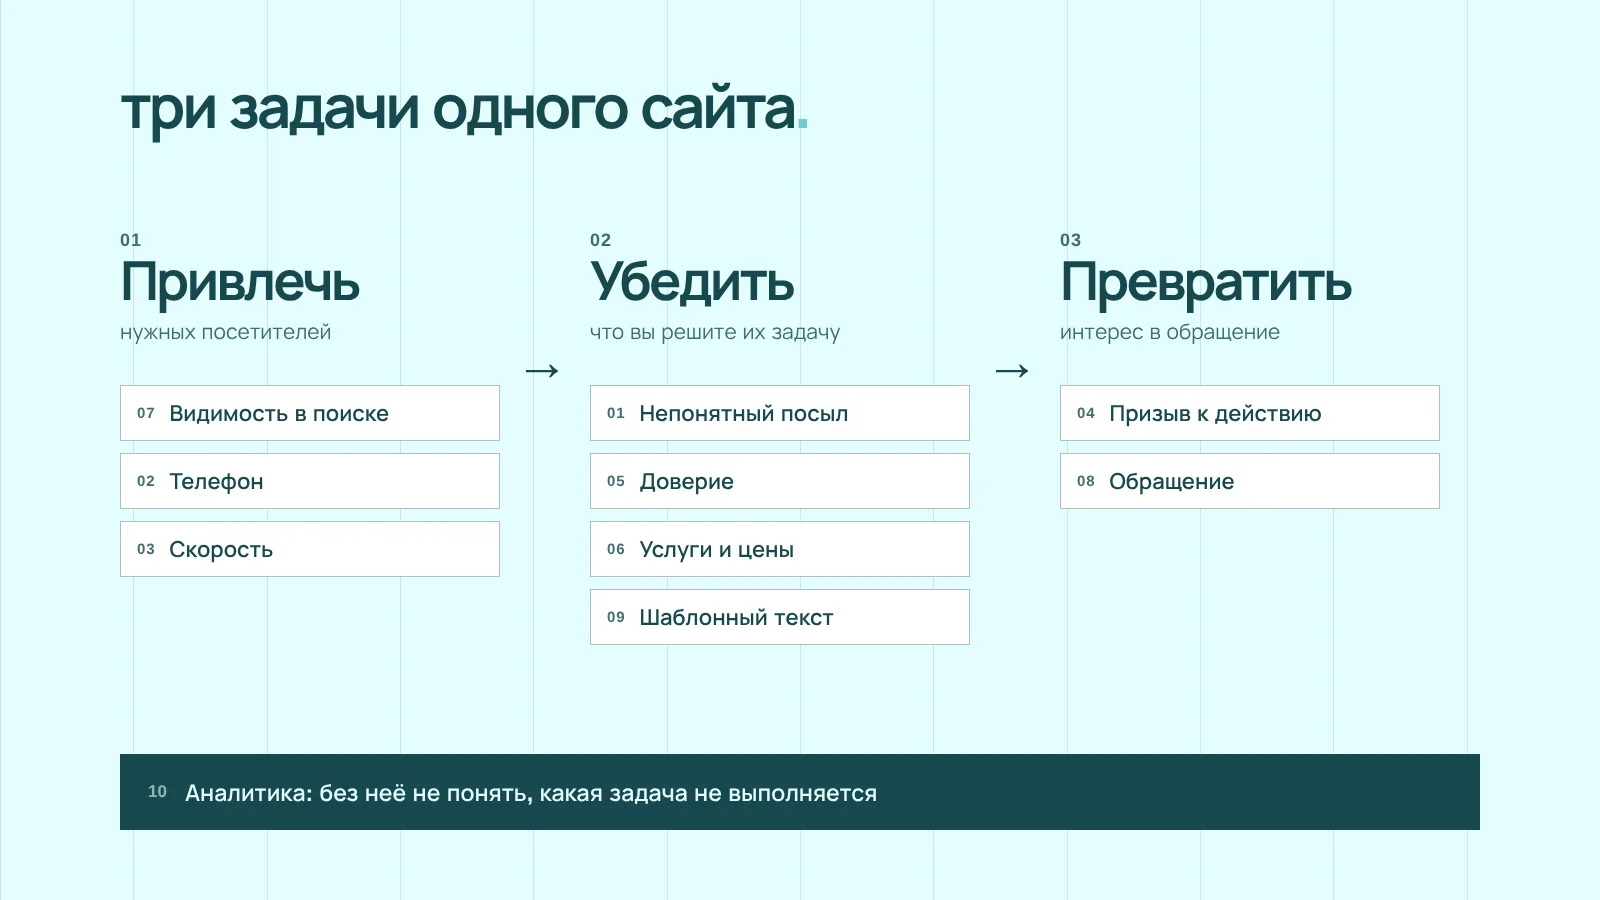 три задачи одного сайта.
01
Привлечь
нужных посетителей
→
02
Убедить
что вы решите их задачу
→
03
Превратить
интерес в обращение
07 Видимость в поиске
02 Телефон
03 Скорость
01 Непонятный посыл
05 Доверие
06 Услуги и цены
09 Шаблонный текст
04 Призыв к действию
08 Обращение
10 Аналитика: без неё не понять, какая задача не выполняется